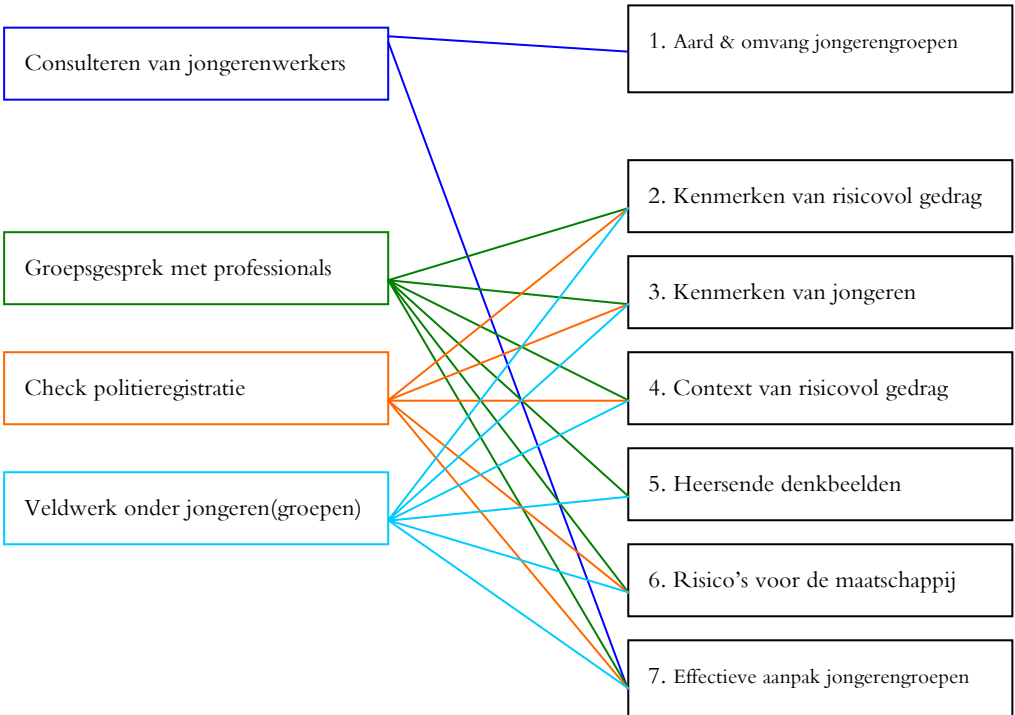 Consulteren van jongerenwerkers
Groepsgesprek met professionals
Check politieregistratie
Veldwerk onder jongeren(groepen)
1. Aard & omvang jongerengroepen
2. Kenmerken van risicovol gedrag
3. Kenmerken van jongeren
4. Context van risicovol gedrag
5. Heersende denkbeelden
6. Risico’s voor de maatschappij
7. Effectieve aanpak jongerengroepen